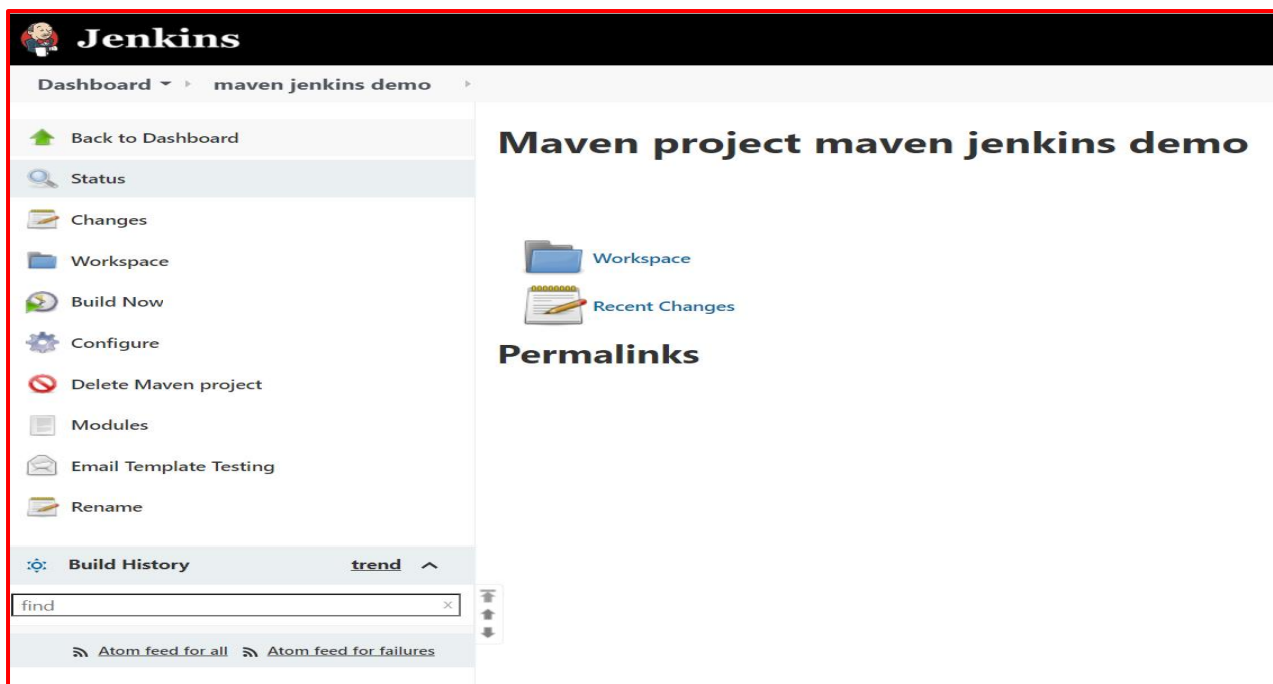 Jenkins
Dashboard maven jenkins demo
Back to Dashboard
Status
Changes
Workspace
Build Now
Configure
Delete Maven project
Modules
Email Template Testing
Rename
Build History trend
find
Atom feed for all Atom feed for failures
Maven project maven jenkins demo
Workspace
Recent Changes
Permalinks